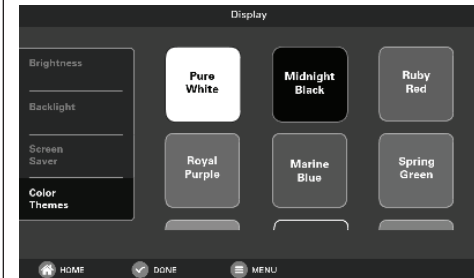 Display
Brightness
Backlight
Screen
Saver
Color
Themes
Pure
White
Midnight
Black
Ruby
Red
Royal
Purple
Marine
Blue
Spring
Green
HOME
DONE
MENU